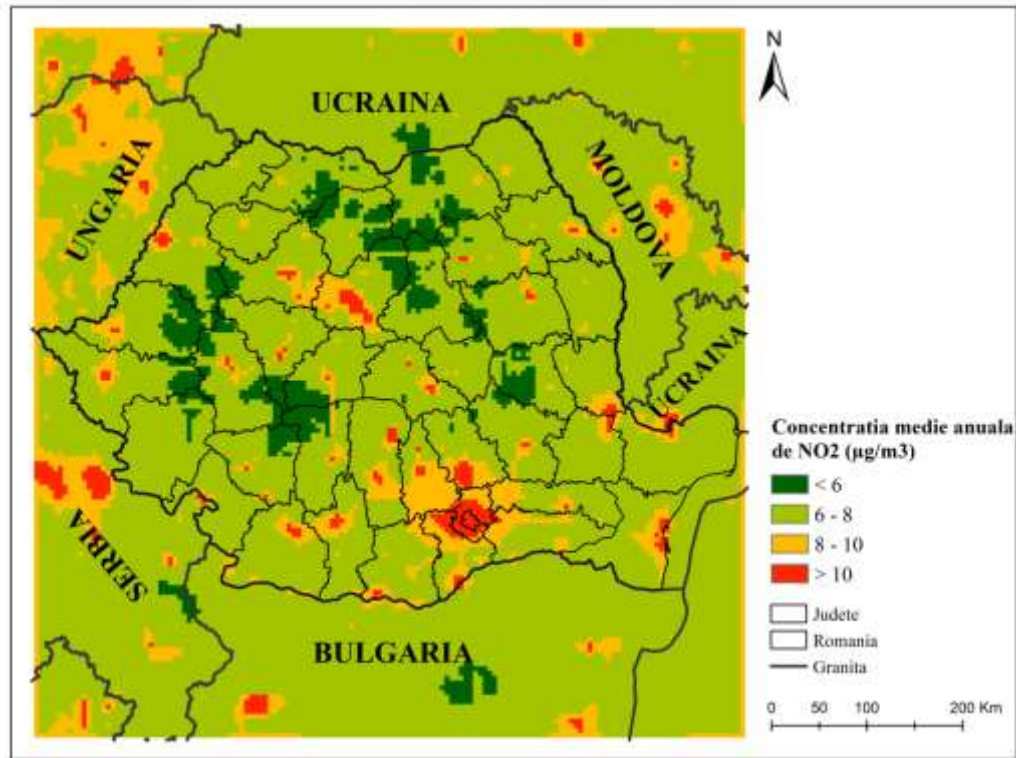 N
UCRAINA
UNGARIA
MOLDOVA
UCRAINA
SERBIA
BULGARIA
Concentratia medie anuala
de NO2 (µg/m3)
< 6
6 - 8
8 - 10
> 10
Judete
Romania
Granita
0 50 100 200 Km